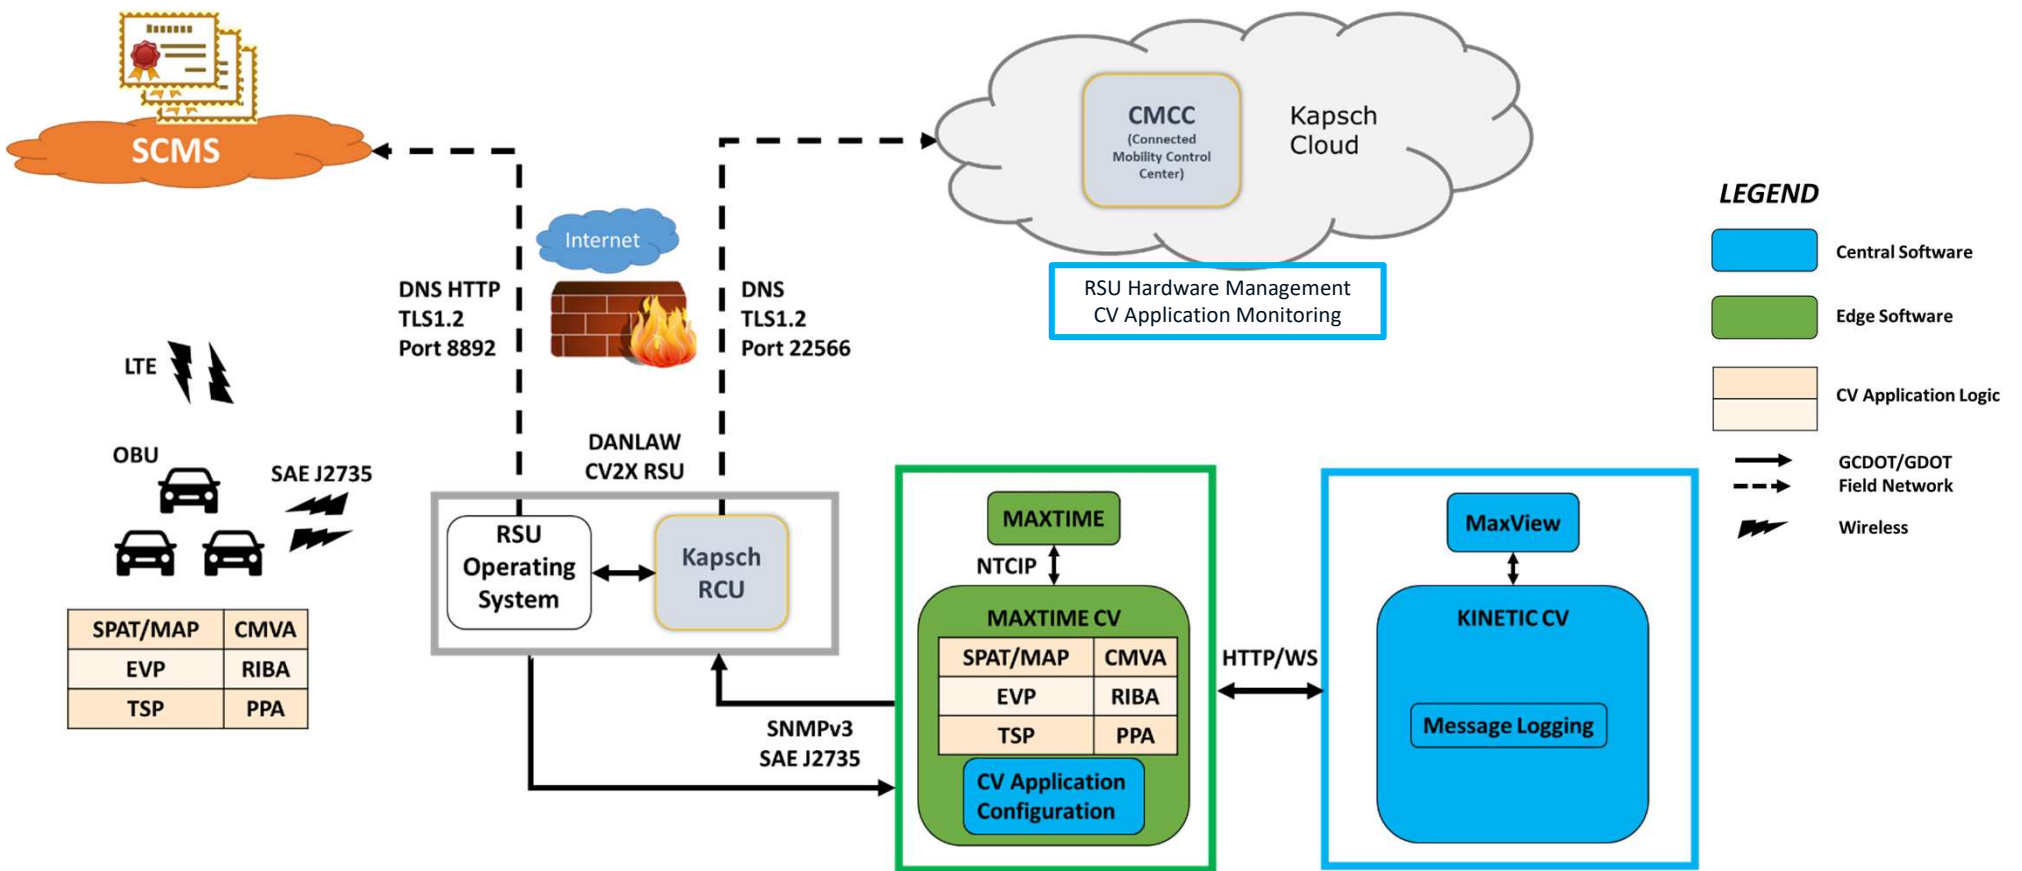 SCMS
CMCC
(Connected
Mobility Control
Center)
Kapsch
Cloud
RSU Hardware Management
CV Application Monitoring
LEGEND
Central Software
Edge Software
CV Application Logic
GCDOT/GDOT
Field Network
Wireless
Internet
DNS HTTP
TLS1.2
Port 8892
DNS
TLS1.2
Port 22566
LTE
OBU
SAE J2735
DANLAW
CV2X RSU
RSU
Operating
System
Kapsch
RCU
SPAT/MAP CMVA
EVP RIBA
TSP PPA
SNMPv3
SAE J2735
MAXTIME
NTCIP
MAXTIME CV
SPAT/MAP CMVA
EVP RIBA
TSP PPA
CV Application
Configuration
HTTP/WS
MaxView
KINETIC CV
Message Logging